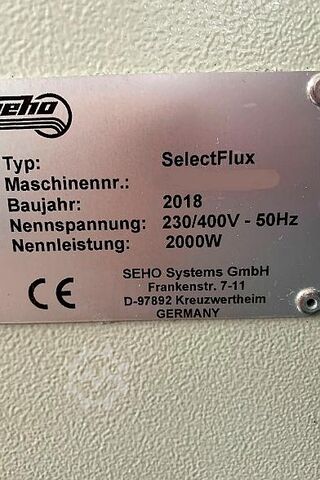 seho
Typ: SelectFlux
Maschinennr.:
Baujahr: 2018
Nennspannung: 230/400V - 50Hz
Nennleistung: 2000W
SEHO Systems GmbH
Frankenstr. 7-11
D-97892 Kreuzwertheim
GERMANY
CE